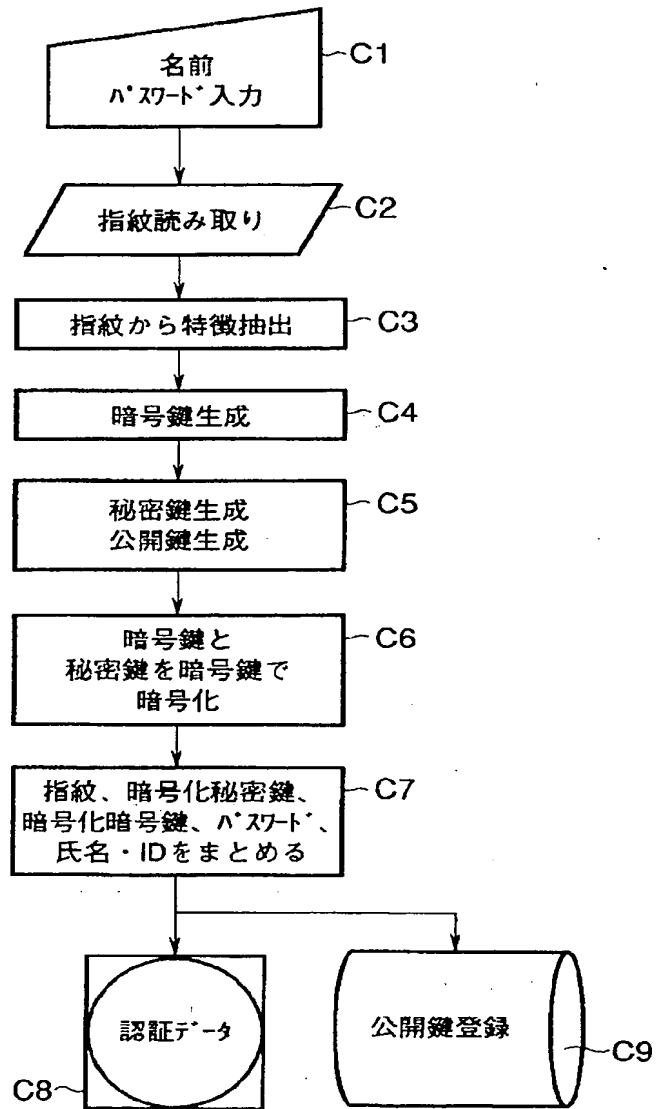 名前
パスワード入力
C1
指紋読み取り
C2
指紋から特徴抽出
C3
暗号鍵生成
C4
秘密鍵生成
公開鍵生成
C5
暗号鍵と
秘密鍵を暗号鍵で
暗号化
C6
指紋、暗号化秘密鍵、
暗号化暗号鍵、パスワード、
氏名・IDをまとめる
C7
認証データ
C8
公開鍵登録
C9